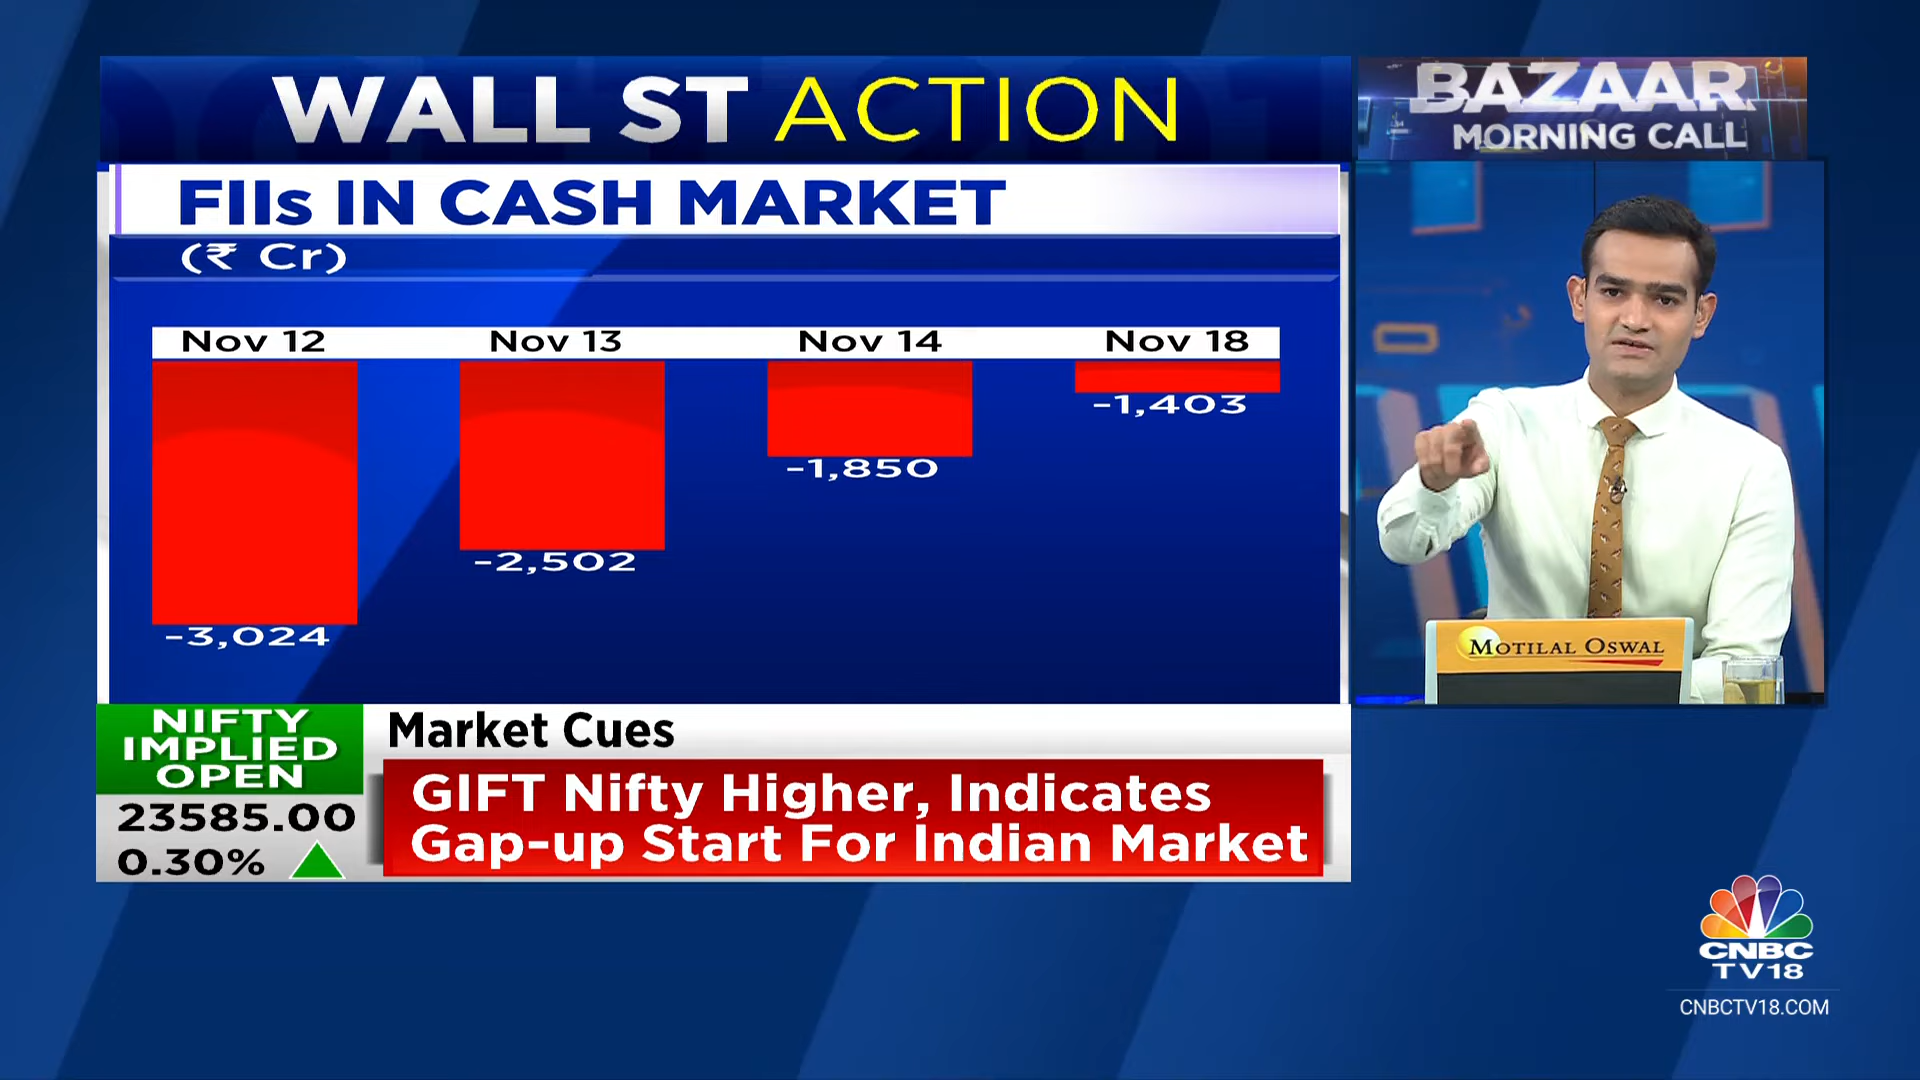 WALL ST ACTION
BAZAAR
MORNING CALL
FIIs IN CASH MARKET
(₹ Cr)
Nov 12 Nov 13 Nov 14 Nov 18
-1,403
-1,850
-2,502
-3,024
MOTILAL OSWAL
NIFTY
IMPLIED
OPEN
23585.00
0.30%
Market Cues
GIFT Nifty Higher, Indicates
Gap-up Start For Indian Market
CNBC
TV18
CNBCTV18.COM